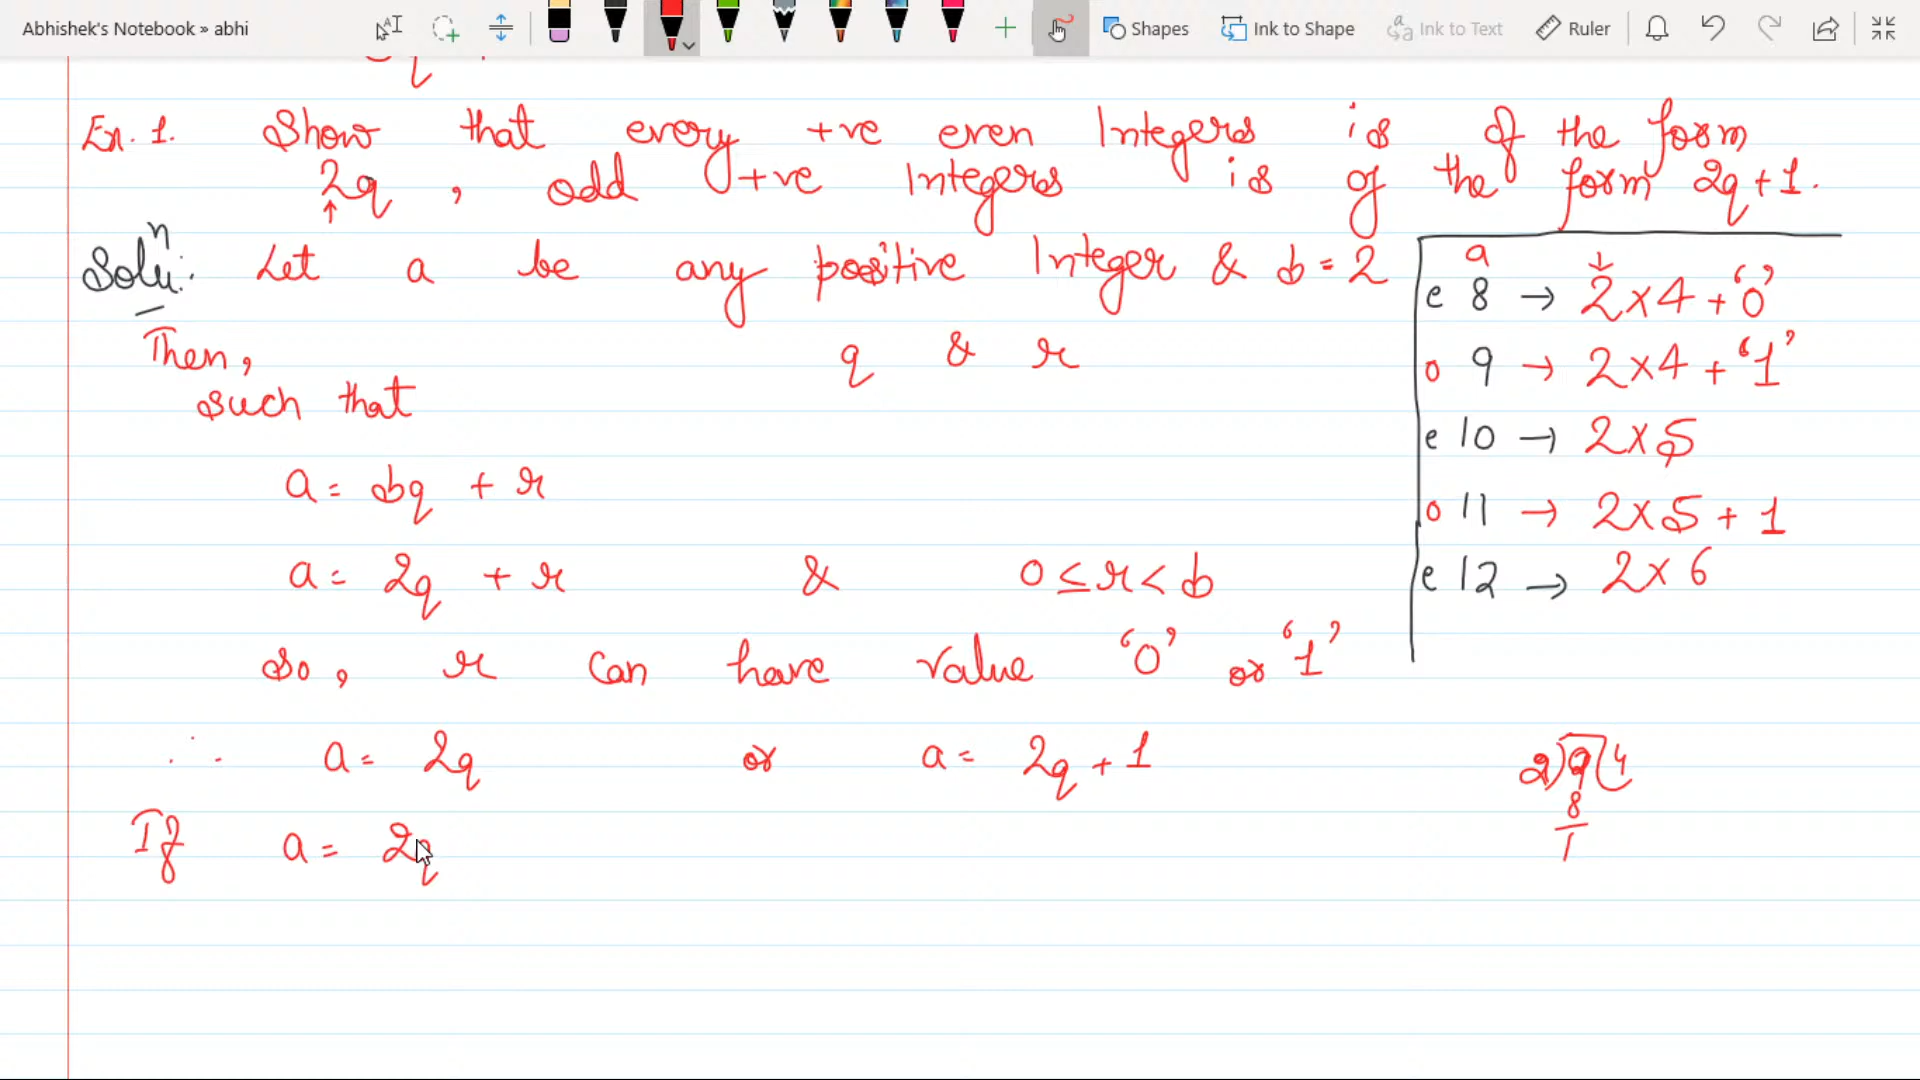 Abhishek's Notebook » abhi
Shapes
Ink to Shape
Ink to Text
Ruler
q
Ex. 1. Show that every +ve even Integers is of the form
2q , odd +ve Integers is of the form 2q + 1.
↑
Soluⁿ: Let a be any positive Integer & b = 2
Then, q & r
such that
a = bq + r
a = 2q + r & 0 ≤ r < b
So, r can have value ‘0’ or ‘1’
∴ a = 2q or a = 2q + 1
If a = 2q
a ↓
e 8 → 2 x 4 + ‘0’
o 9 → 2 x 4 + ‘1’
e 10 → 2 x 5
o 11 → 2 x 5 + 1
e 12 → 2 x 6
2)9(4
8
1